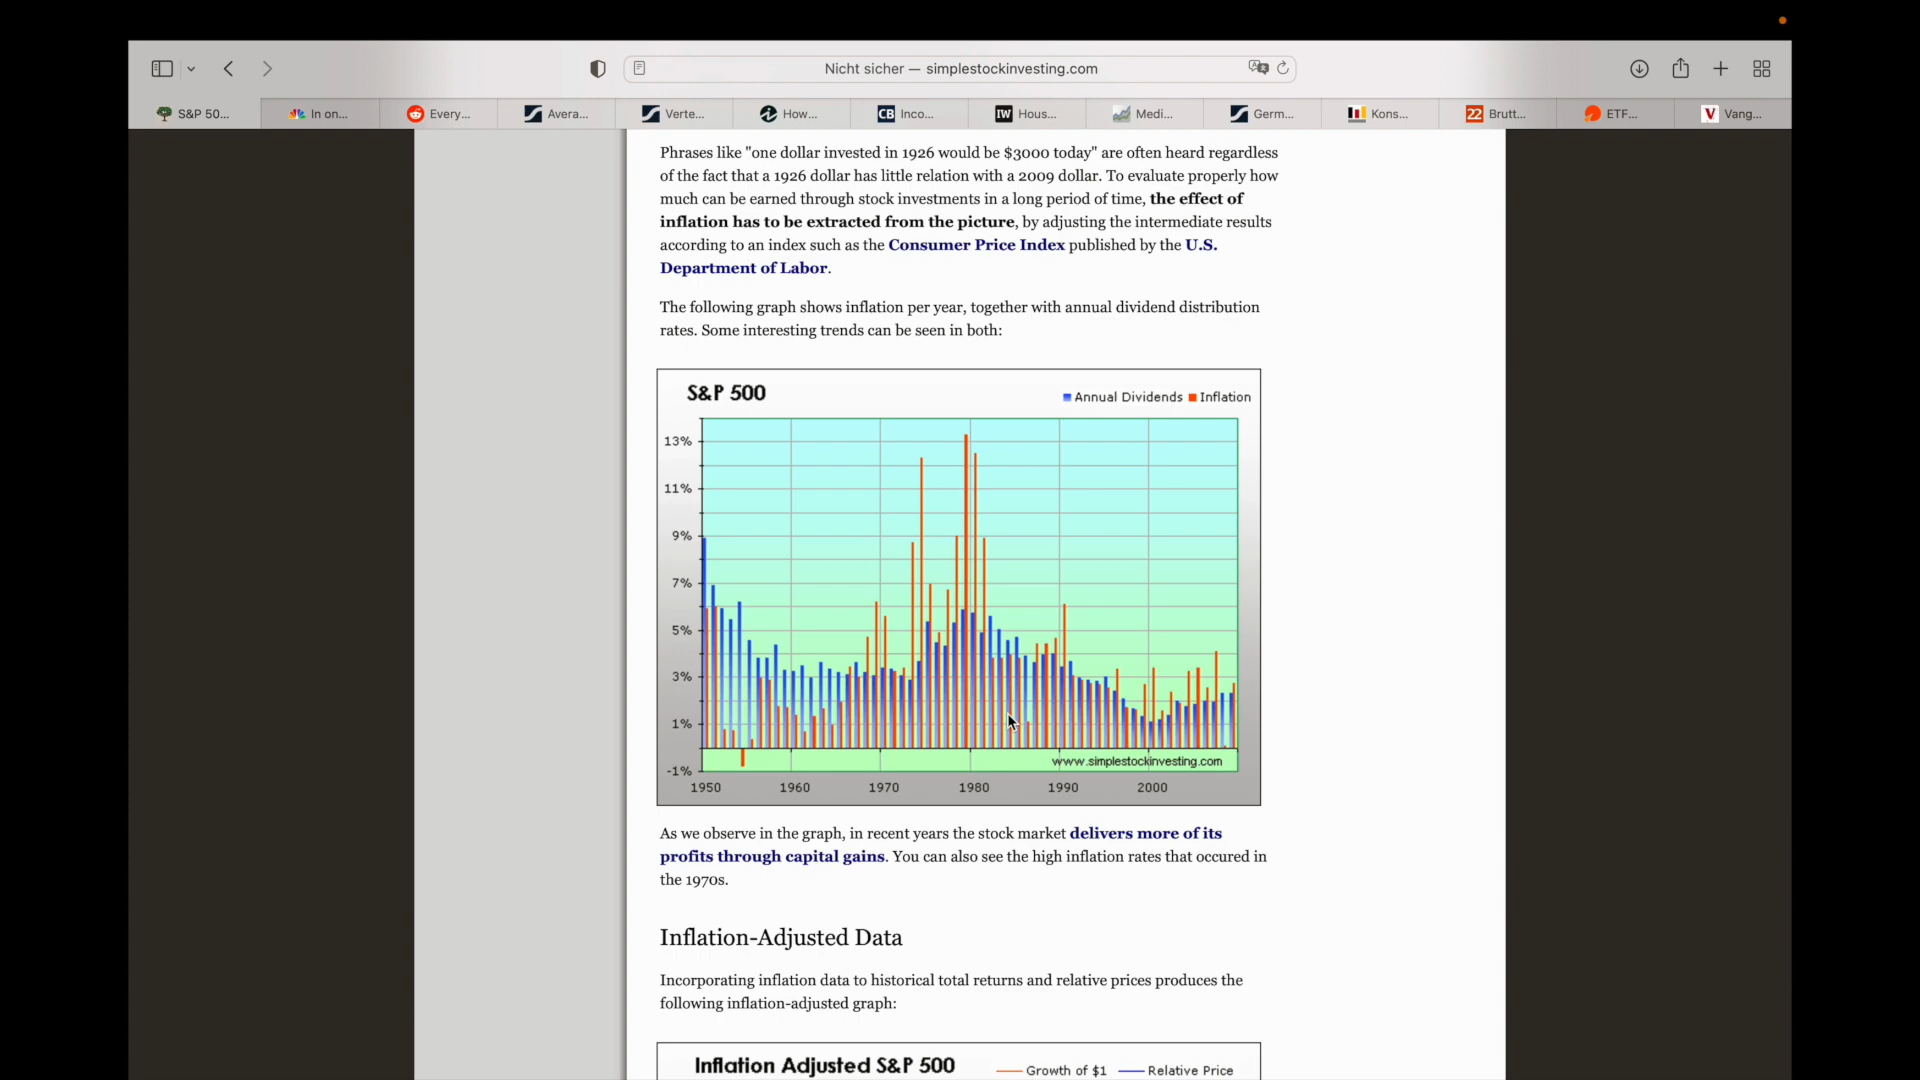 Nicht sicher — simplestockinvesting.com
S&P 50...
In on...
Every...
Avera...
Verte...
How...
CB Inco...
IW Hous...
Medi...
Germ...
Kons...
22 Brutt...
ETF...
V Vang...
Phrases like "one dollar invested in 1926 would be $3000 today" are often heard regardless
of the fact that a 1926 dollar has little relation with a 2009 dollar. To evaluate properly how
much can be earned through stock investments in a long period of time, the effect of
inflation has to be extracted from the picture, by adjusting the intermediate results
according to an index such as the Consumer Price Index published by the U.S.
Department of Labor.
The following graph shows inflation per year, together with annual dividend distribution
rates. Some interesting trends can be seen in both:
S&P 500
Annual Dividends Inflation
13%
11%
9%
7%
5%
3%
1%
-1%
www.simplestockinvesting.com
1950 1960 1970 1980 1990 2000
As we observe in the graph, in recent years the stock market delivers more of its
profits through capital gains. You can also see the high inflation rates that occured in
the 1970s.
Inflation-Adjusted Data
Incorporating inflation data to historical total returns and relative prices produces the
following inflation-adjusted graph:
Inflation Adjusted S&P 500
Growth of $1 Relative Price